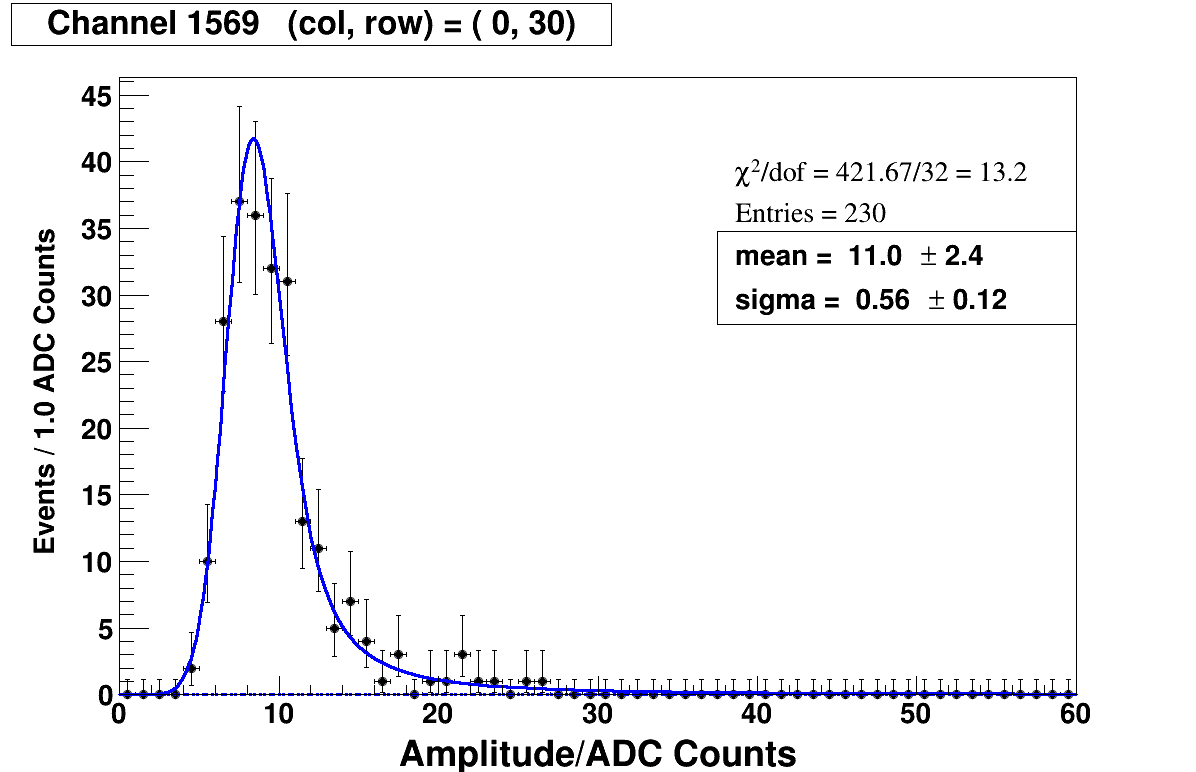 Channel 1569 (col, row) = ( 0, 30)
χ²/dof = 421.67/32 = 13.2
Entries = 230
mean = 11.0 ± 2.4
sigma = 0.56 ± 0.12
Events / 1.0 ADC Counts
45
40
35
30
25
20
15
10
5
0
0 10 20 30 40 50 60
Amplitude/ADC Counts